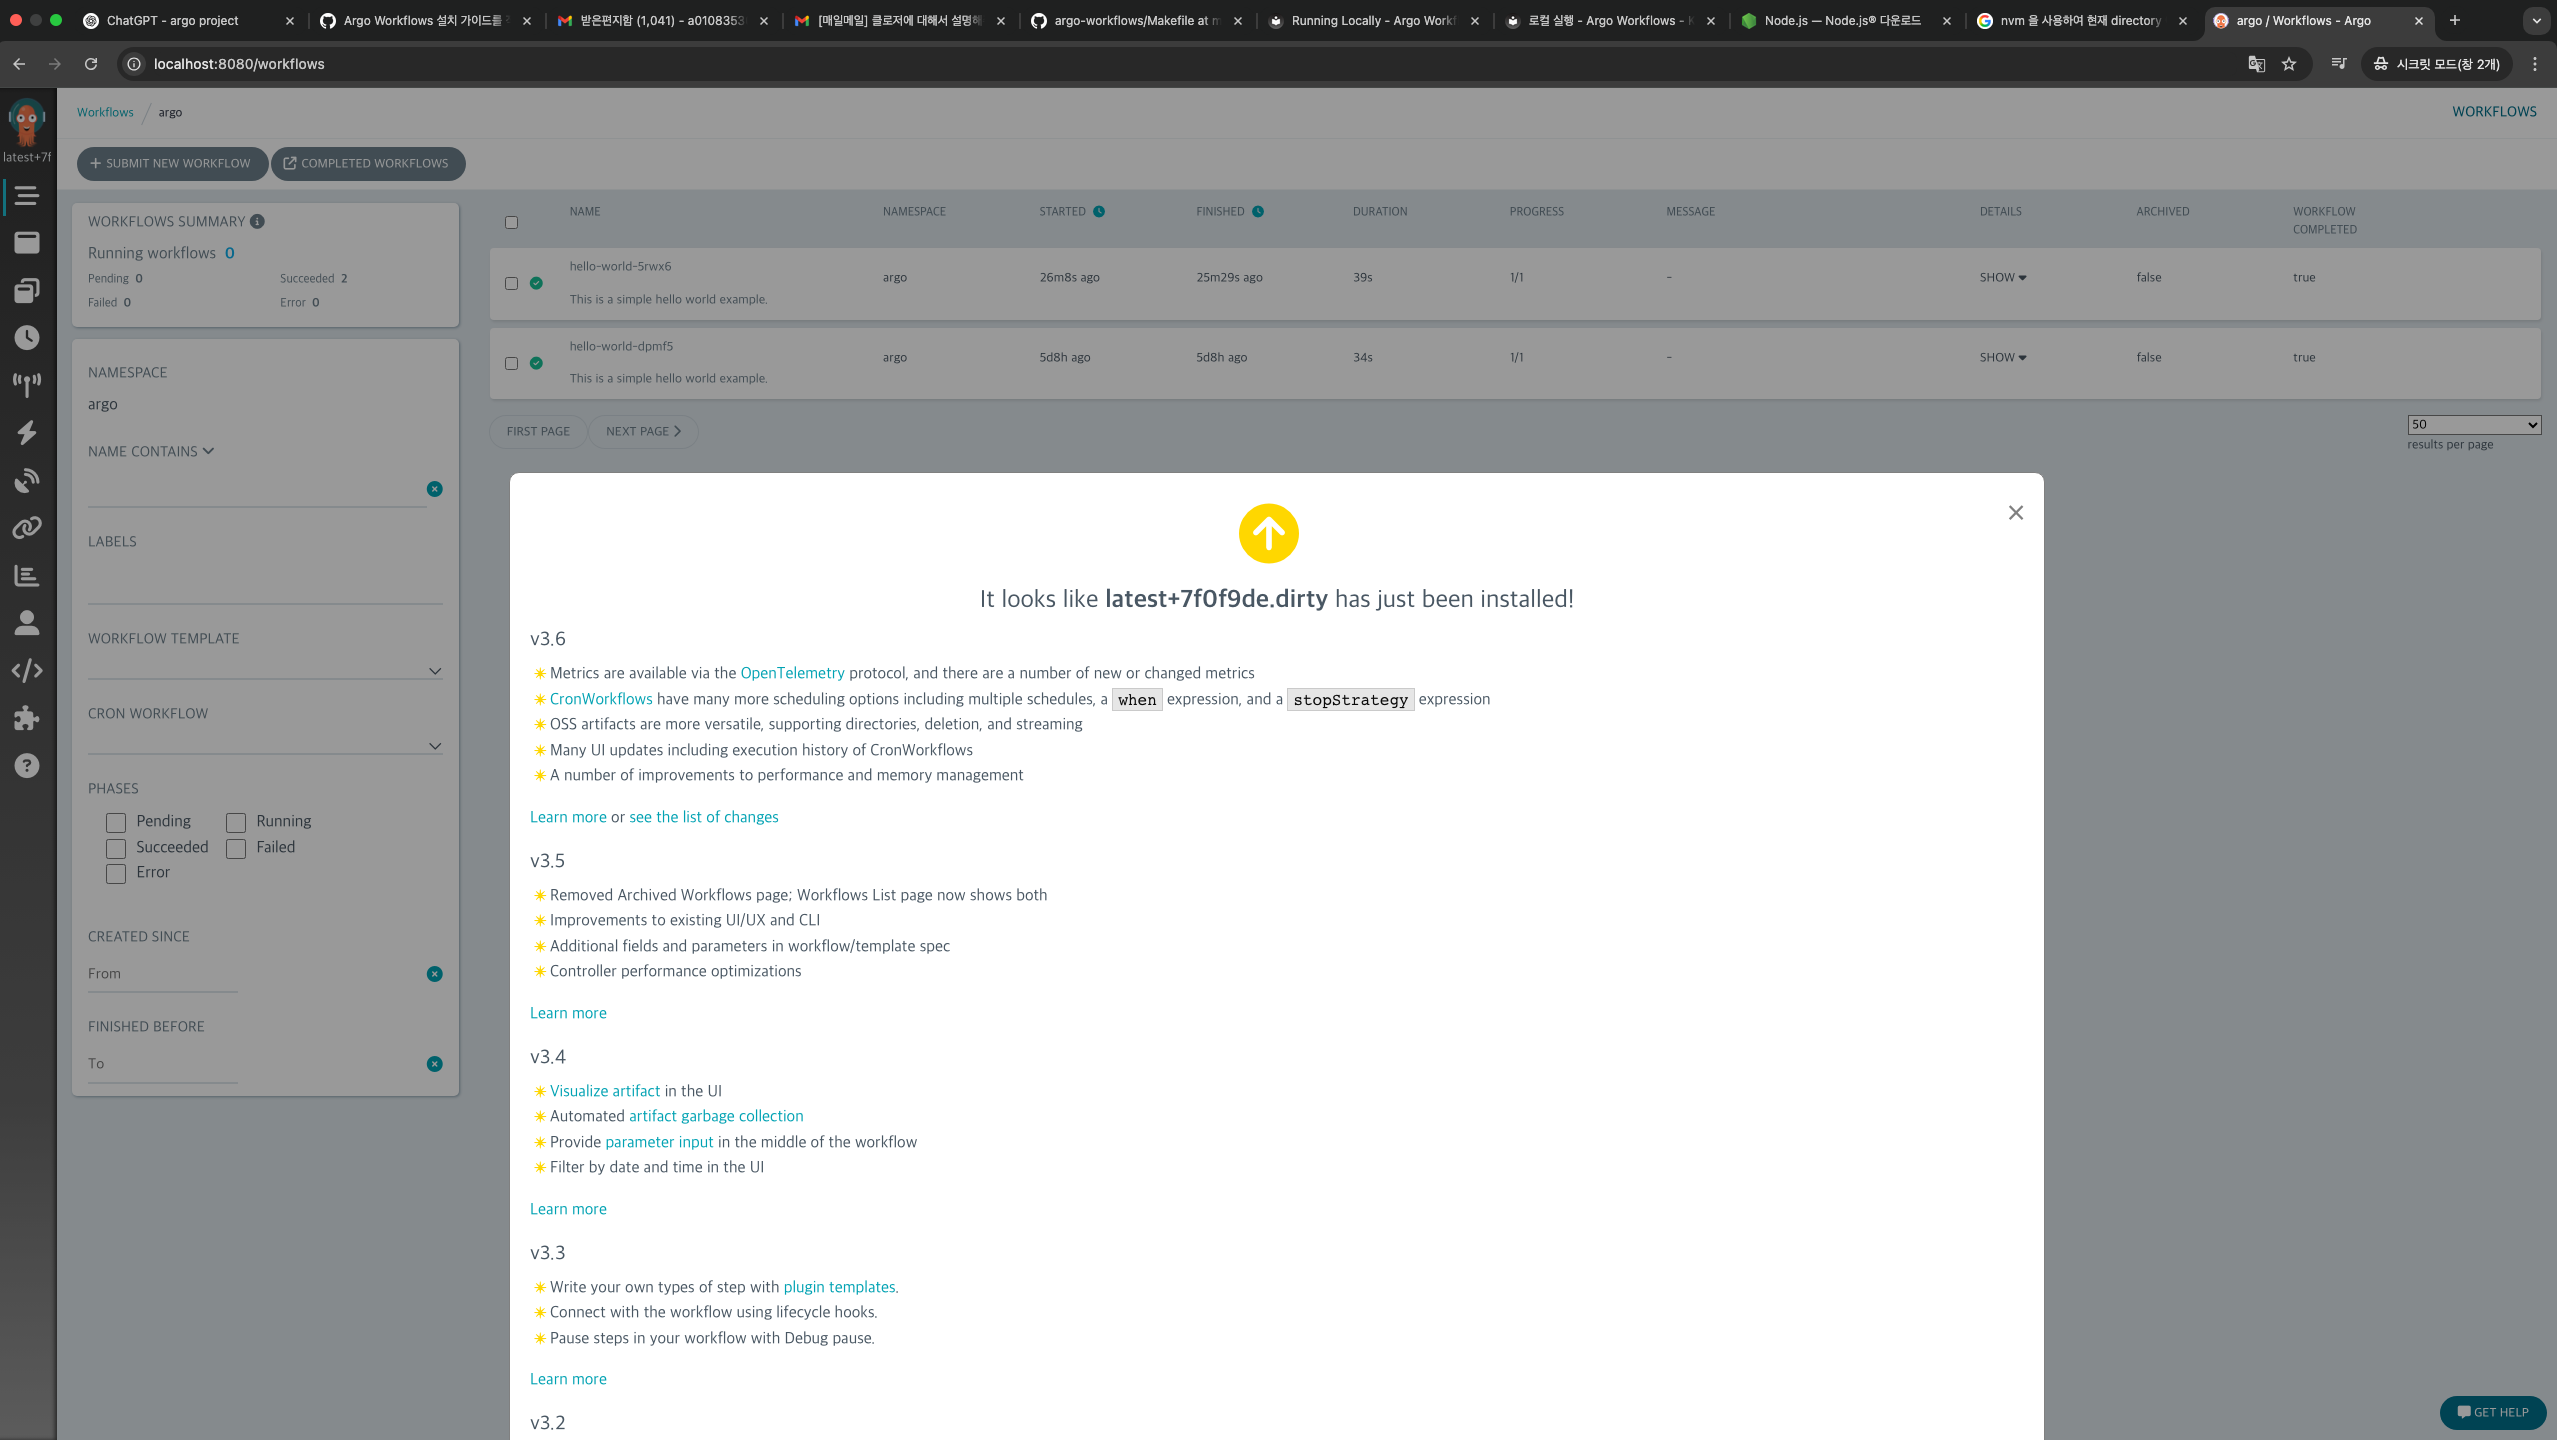 ChatGPT - argo project
Argo Workflows 설치 가이드를
받은편지함 (1,041) - a0108353
[매일메일] 클로저에 대해서 설명해
argo-workflows/Makefile at m
Running Locally - Argo Workf
로컬 실행 - Argo Workflows -
Node.js — Node.js® 다운로드
nvm 을 사용하여 현재 directory
argo / Workflows - Argo
localhost:8080/workflows
시크릿 모드(창 2개)
latest+7f
Workflows / argo
WORKFLOWS
SUBMIT NEW WORKFLOW
COMPLETED WORKFLOWS
WORKFLOWS SUMMARY
Running workflows 0
Pending 0 Succeeded 2
Failed 0 Error 0
NAMESPACE
argo
NAME CONTAINS
LABELS
WORKFLOW TEMPLATE
CRON WORKFLOW
PHASES
Pending Running
Succeeded Failed
Error
CREATED SINCE
From
FINISHED BEFORE
To
NAME NAMESPACE STARTED FINISHED DURATION PROGRESS MESSAGE DETAILS ARCHIVED WORKFLOW
COMPLETED
hello-world-5rwx6
argo 26m8s ago 25m29s ago 39s 1/1 - SHOW false true
This is a simple hello world example.
hello-world-dpmf5
argo 5d8h ago 5d8h ago 34s 1/1 - SHOW false true
This is a simple hello world example.
FIRST PAGE NEXT PAGE
50
results per page
It looks like latest+7f0f9de.dirty has just been installed!
v3.6
Metrics are available via the OpenTelemetry protocol, and there are a number of new or changed metrics
CronWorkflows have many more scheduling options including multiple schedules, a when expression, and a stopStrategy expression
OSS artifacts are more versatile, supporting directories, deletion, and streaming
Many UI updates including execution history of CronWorkflows
A number of improvements to performance and memory management
Learn more or see the list of changes
v3.5
Removed Archived Workflows page; Workflows List page now shows both
Improvements to existing UI/UX and CLI
Additional fields and parameters in workflow/template spec
Controller performance optimizations
Learn more
v3.4
Visualize artifact in the UI
Automated artifact garbage collection
Provide parameter input in the middle of the workflow
Filter by date and time in the UI
Learn more
v3.3
Write your own types of step with plugin templates.
Connect with the workflow using lifecycle hooks.
Pause steps in your workflow with Debug pause.
Learn more
v3.2
GET HELP